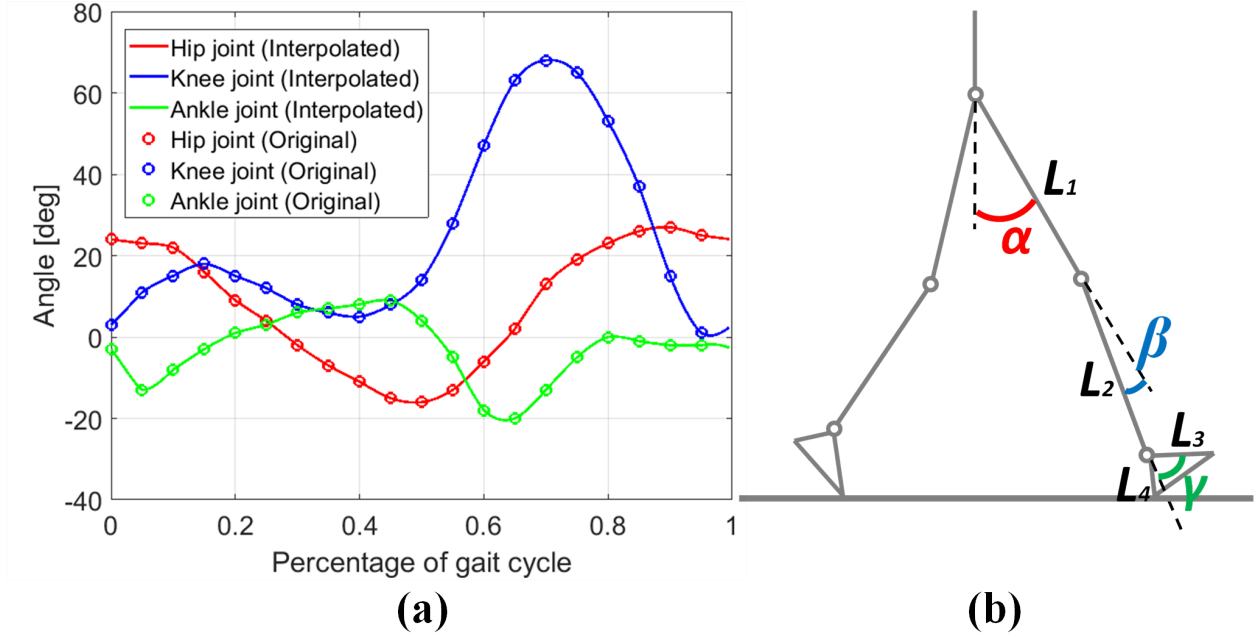 80
60
40
20
0
-20
-40
Angle [deg]
Hip joint (Interpolated)
Knee joint (Interpolated)
Ankle joint (Interpolated)
Hip joint (Original)
Knee joint (Original)
Ankle joint (Original)
0 0.2 0.4 0.6 0.8 1
Percentage of gait cycle
(a)
L1
α
β
L2
L3
L4
γ
(b)